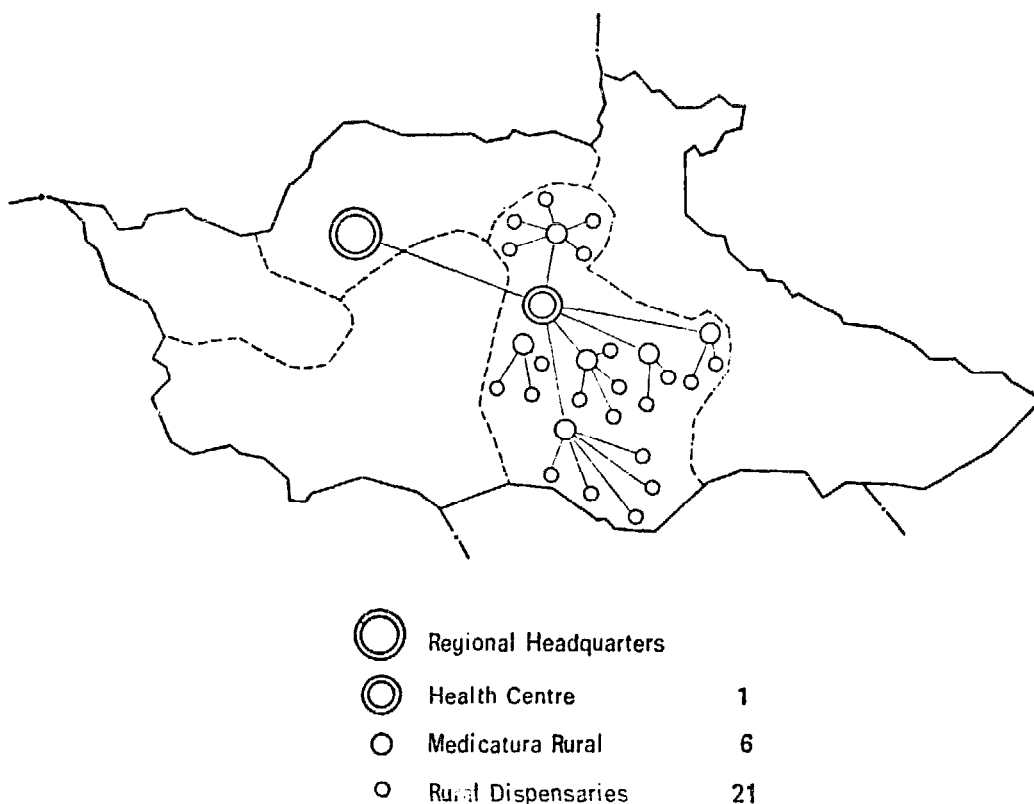 Regional Headquarters
Health Centre 1
Medicatura Rural 6
Rural Dispensaries 21